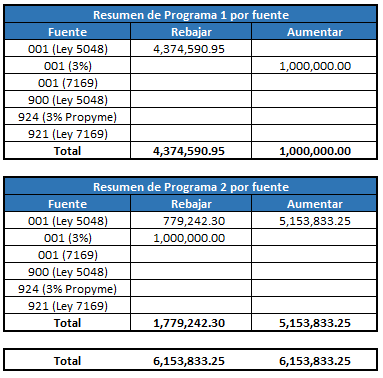 Resumen de Programa 1 por fuente
Fuente Rebajar Aumentar
001 (Ley 5048) 4,374,590.95
001 (3%) 1,000,000.00
001 (7169)
900 (Ley 5048)
924 (3% Propyme)
921 (Ley 7169)
Total 4,374,590.95 1,000,000.00
Resumen de Programa 2 por fuente
Fuente Rebajar Aumentar
001 (Ley 5048) 779,242.30 5,153,833.25
001 (3%) 1,000,000.00
001 (7169)
900 (Ley 5048)
924 (3% Propyme)
921 (Ley 7169)
Total 1,779,242.30 5,153,833.25
Total 6,153,833.25 6,153,833.25